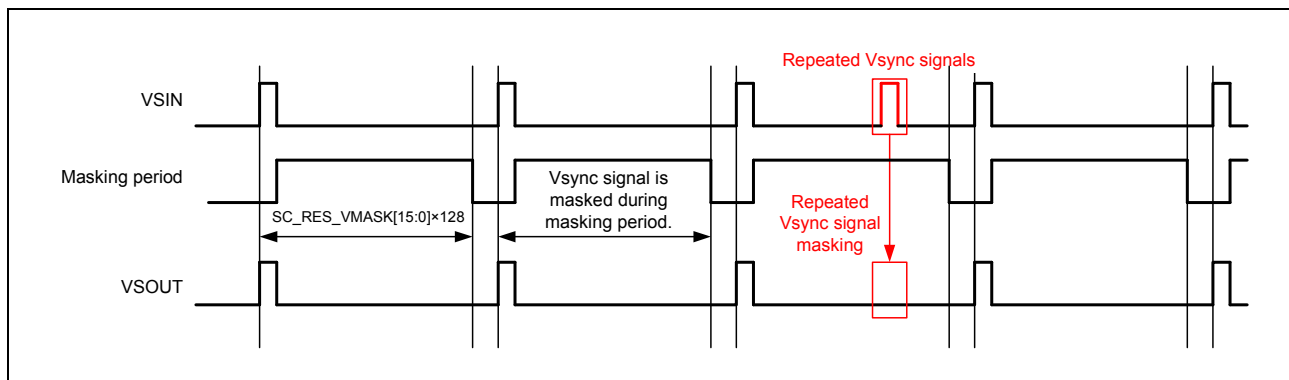 Repeated Vsync signals
VSIN
Masking period
Vsync signal is
masked during
masking period.
SC_RES_VMASK[15:0]×128
Repeated
Vsync signal
masking
VSOUT